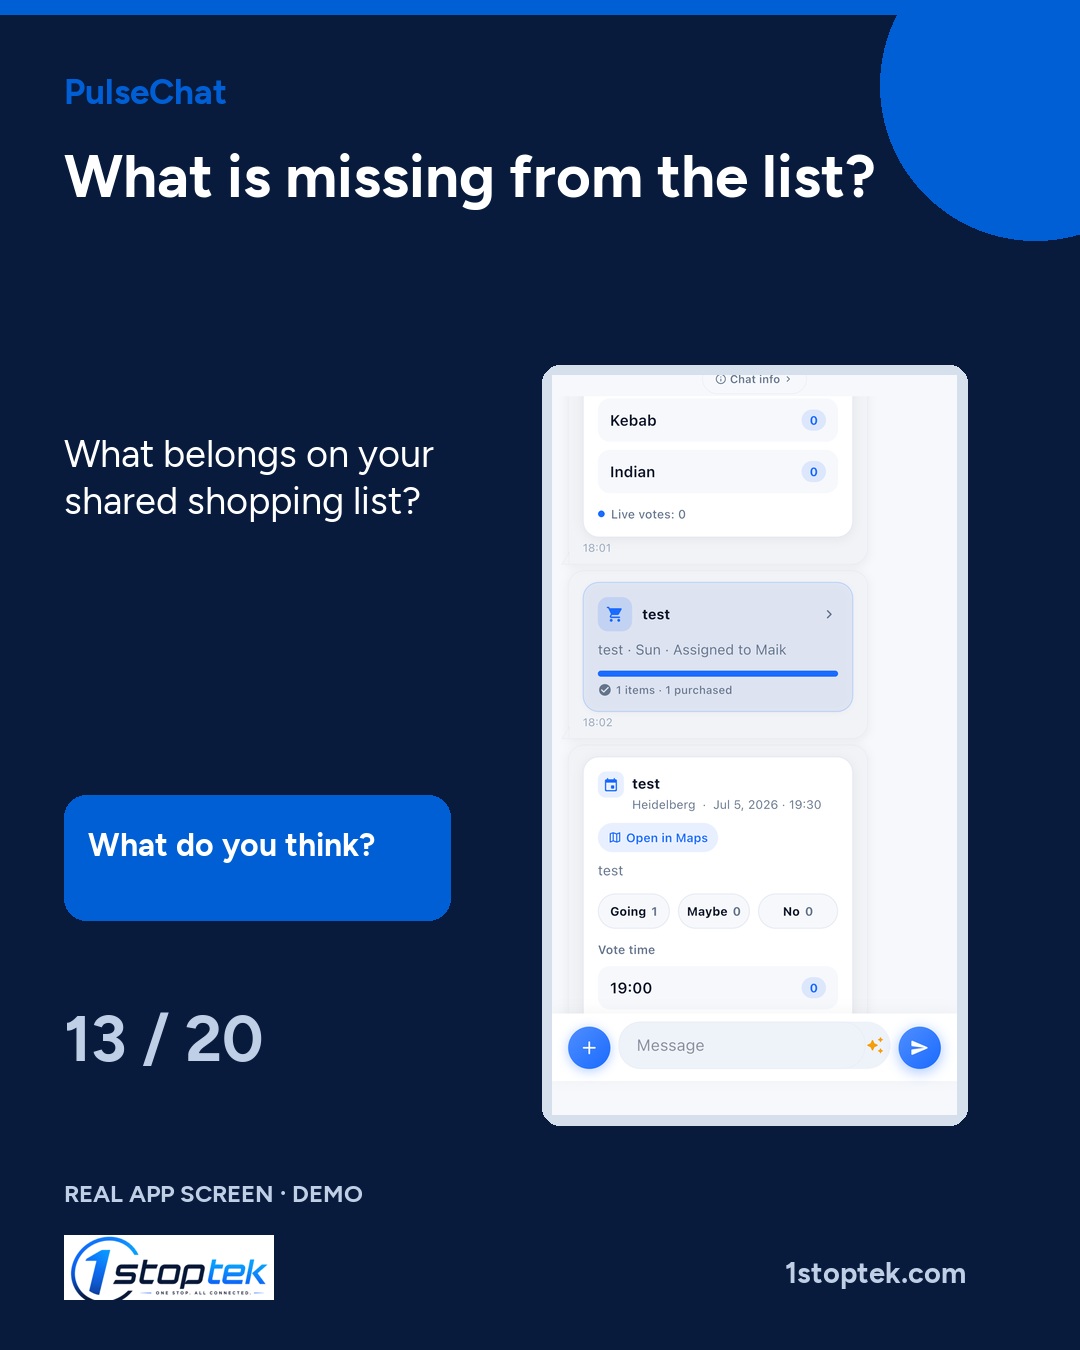 PulseChat
What is missing from the list?
What belongs on your
shared shopping list?
What do you think?
13 / 20
Chat info
Kebab 0
Indian 0
Live votes: 0
18:01
test
test · Sun · Assigned to Maik
1 items · 1 purchased
18:02
test
Heidelberg · Jul 5, 2026 · 19:30
Open in Maps
test
Going 1 Maybe 0 No 0
Vote time
19:00 0
Message
REAL APP SCREEN · DEMO
1stoptek
ONE STOP. ALL CONNECTED.
1stoptek.com